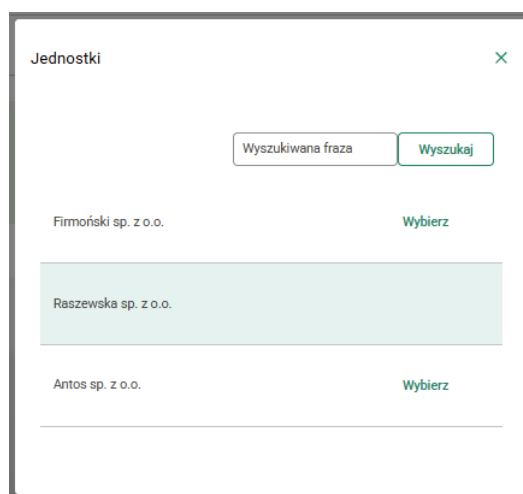 Jednostki
Wyszukiwana fraza Wyszukaj
Firmoński sp. z o.o. Wybierz
Raszewska sp. z o.o.
Antos sp. z o.o. Wybierz